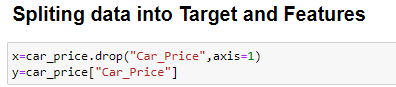 Spliting data into Target and Features
x=car_price.drop("Car_Price",axis=1)
y=car_price["Car_Price"]